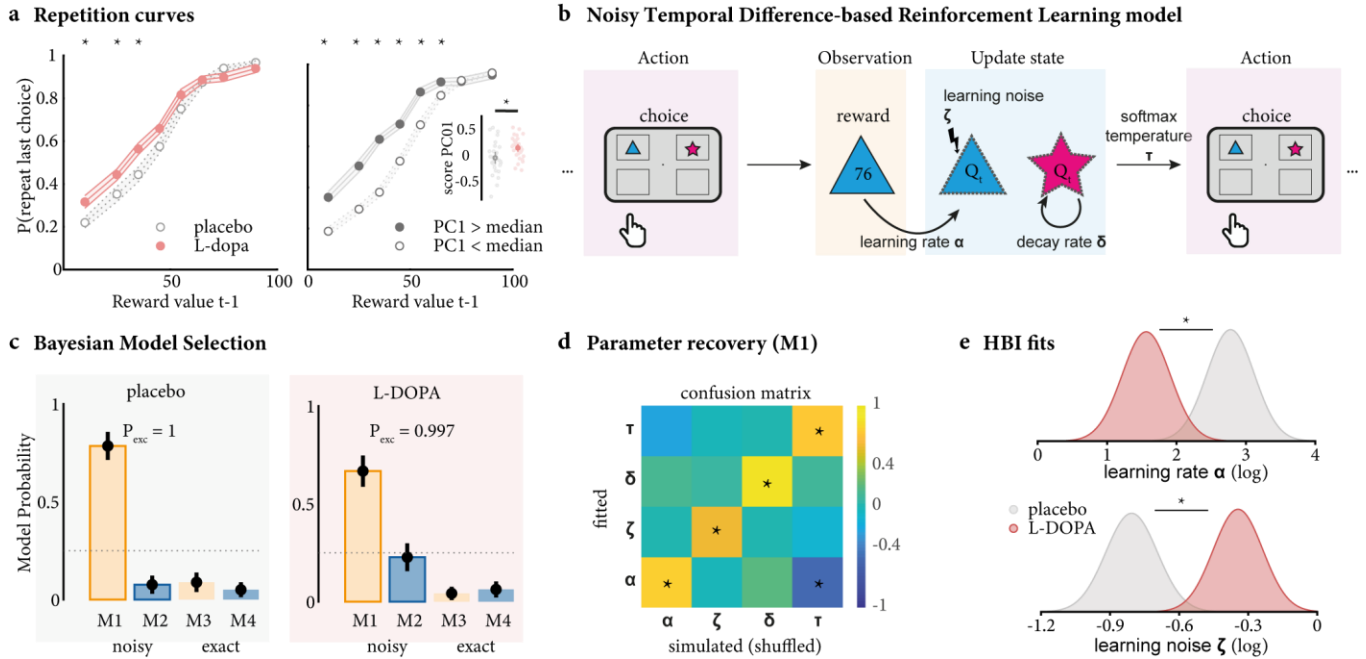 a Repetition curves
P(repeat last choice)
1
0.8
0.6
0.4
0.2
0
* * *
placebo
L-dopa
50
100
Reward value t-1
* * * * * *
score PC01
0.5
0
-0.5
*
PC1 > median
PC1 < median
0
50
100
Reward value t-1
b Noisy Temporal Difference-based Reinforcement Learning model
Action
choice
...
Observation
reward
76
learning rate α
Update state
learning noise
ζ
Qt
Qt
decay rate δ
softmax
temperature
τ
Action
choice
...
c Bayesian Model Selection
Model Probability
placebo
1
0.5
0
Pexc = 1
M1 M2 M3 M4
noisy exact
L-DOPA
1
0.5
0
Pexc = 0.997
M1 M2 M3 M4
noisy exact
d Parameter recovery (M1)
confusion matrix
fitted
τ
δ
ζ
α
*
*
*
* *
α ζ δ τ
simulated (shuffled)
1
0.4
0
-0.4
-1
e HBI fits
*
0 1 2 3 4
learning rate α (log)
placebo
L-DOPA
*
-1.2 -0.9 -0.6 -0.3 0
learning noise ζ (log)